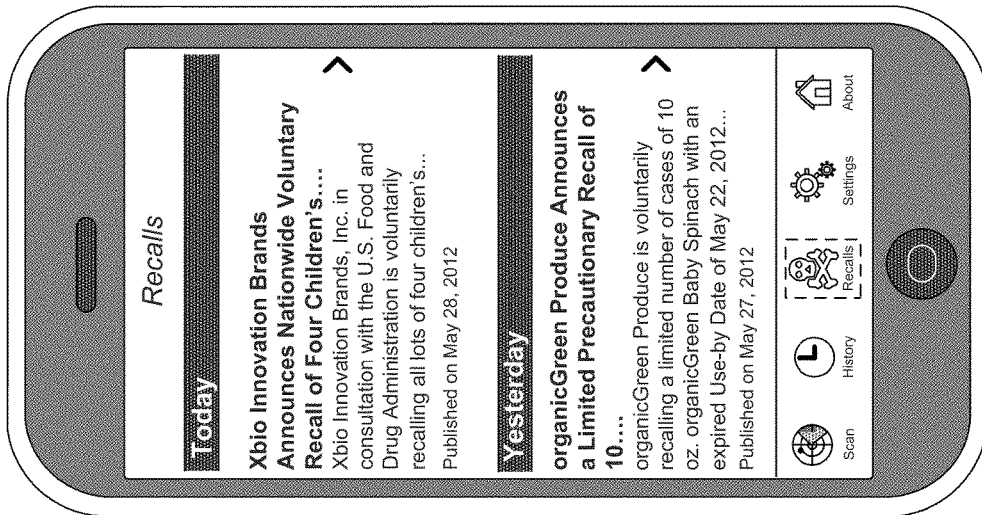 Recalls
Today
Xbio Innovation Brands
Announces Nationwide Voluntary
Recall of Four Children's....
Xbio Innovation Brands, Inc. in
consultation with the U.S. Food and
Drug Administration is voluntarily
recalling all lots of four children's...
Published on May 28, 2012
Yesterday
organicGreen Produce Announces
a Limited Precautionary Recall of
10....
organicGreen Produce is voluntarily
recalling a limited number of cases of 10
oz. organicGreen Baby Spinach with an
expired Use-by Date of May 22, 2012...
Published on May 27, 2012
Scan
History
Recalls
Settings
About